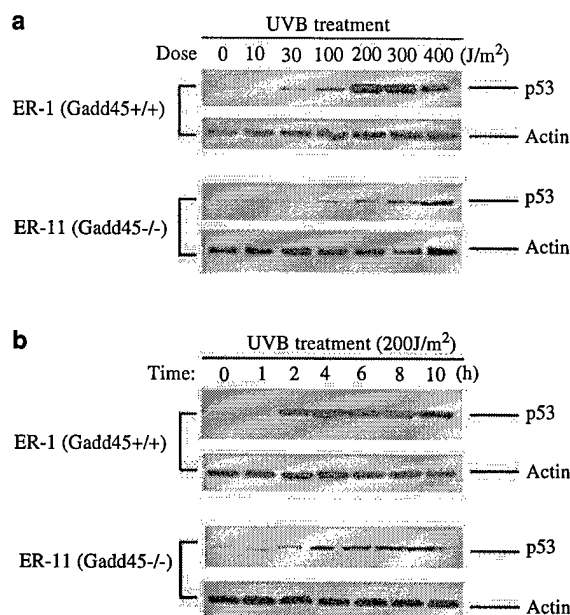 a
UVB treatment
Dose 0 10 30 100 200 300 400 (J/m²)
ER-1 (Gadd45+/+)
p53
Actin
ER-11 (Gadd45-/-)
p53
Actin
b
UVB treatment (200J/m²)
Time: 0 1 2 4 6 8 10 (h)
ER-1 (Gadd45+/+)
p53
Actin
ER-11 (Gadd45-/-)
p53
Actin